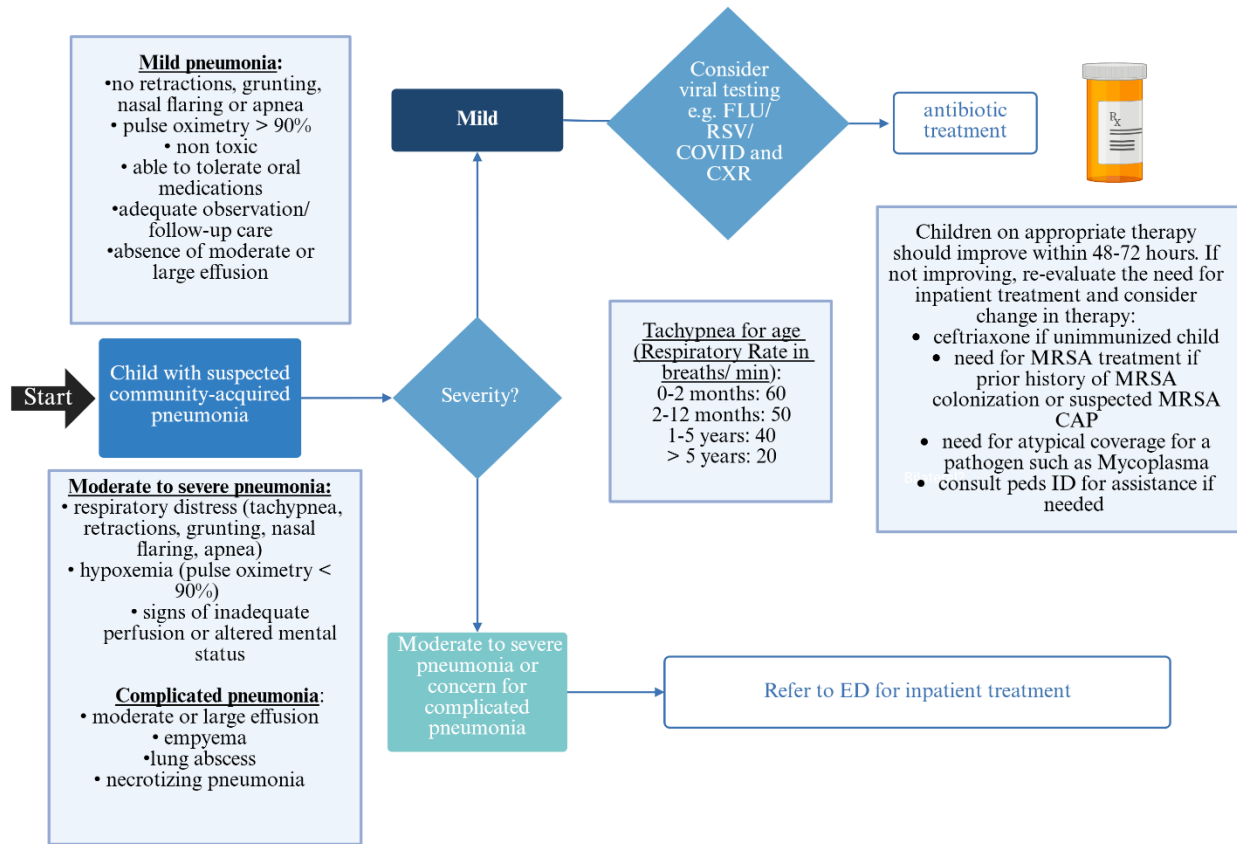 Mild pneumonia:
•no retractions, grunting,
nasal flaring or apnea
• pulse oximetry > 90%
• non toxic
• able to tolerate oral
medications
•adequate observation/
follow-up care
•absence of moderate or
large effusion
Mild
Consider
viral testing
e.g. FLU/
RSV/
COVID and
CXR
antibiotic
treatment
Rx
Start
Child with suspected
community-acquired
pneumonia
Severity?
Tachypnea for age
(Respiratory Rate in
breaths/ min):
0-2 months: 60
2-12 months: 50
1-5 years: 40
> 5 years: 20
Children on appropriate therapy
should improve within 48-72 hours. If
not improving, re-evaluate the need for
inpatient treatment and consider
change in therapy:
• ceftriaxone if unimmunized child
• need for MRSA treatment if
prior history of MRSA
colonization or suspected MRSA
CAP
• need for atypical coverage for a
pathogen such as Mycoplasma
• consult peds ID for assistance if
needed
Moderate to severe pneumonia:
• respiratory distress (tachypnea,
retractions, grunting, nasal
flaring, apnea)
• hypoxemia (pulse oximetry <
90%)
• signs of inadequate
perfusion or altered mental
status
Complicated pneumonia:
• moderate or large effusion
• empyema
•lung abscess
• necrotizing pneumonia
Moderate to severe
pneumonia or
concern for
complicated
pneumonia
Refer to ED for inpatient treatment